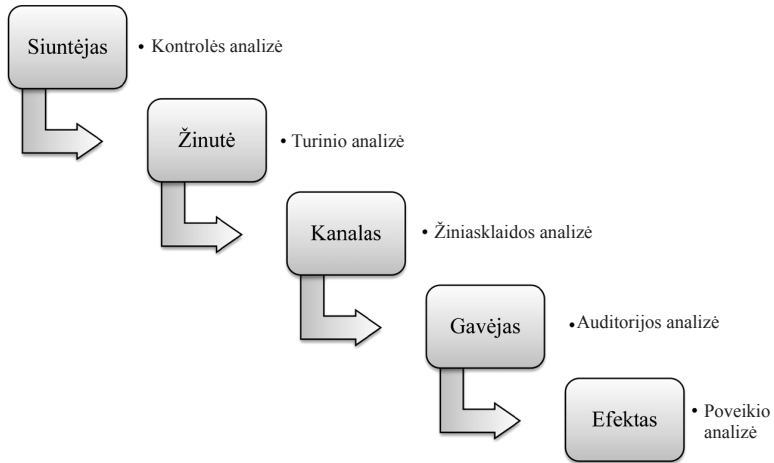 Siuntėjas
• Kontrolės analizė
Žinutė
• Turinio analizė
Kanalas
• Žiniasklaidos analizė
Gavėjas
• Auditorijos analizė
Efektas
• Poveikio
analizė